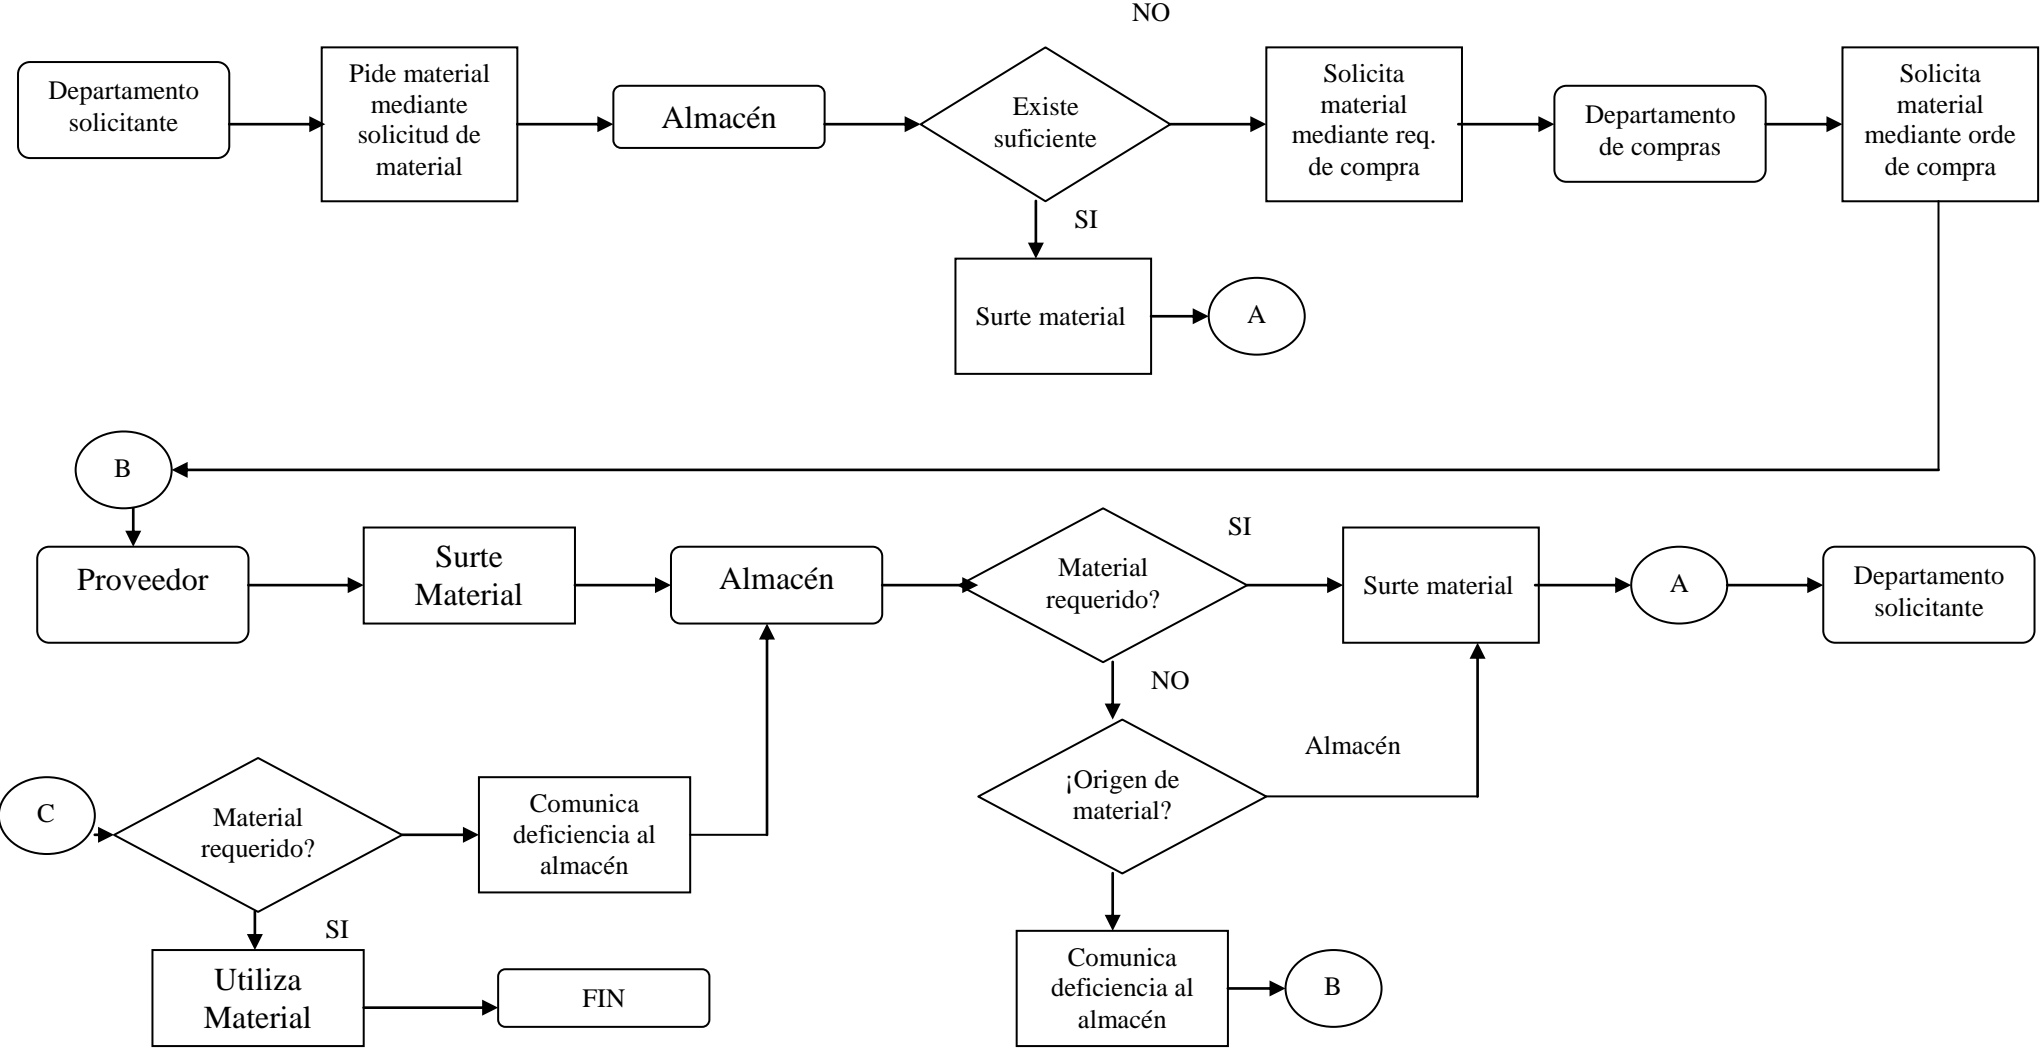 NO
Departamento
solicitante
Pide material
mediante
solicitud de
material
Almacén
Existe
suficiente
Solicita
material
mediante req.
de compra
Departamento
de compras
Solicita
material
mediante orde
de compra
SI
Surte material
A
B
Proveedor
Surte
Material
Almacén
Material
requerido?
SI
Surte material
A
Departamento
solicitante
NO
¡Origen de
material?
Almacén
C
Material
requerido?
Comunica
deficiencia al
almacén
SI
Utiliza
Material
FIN
Comunica
deficiencia al
almacén
B